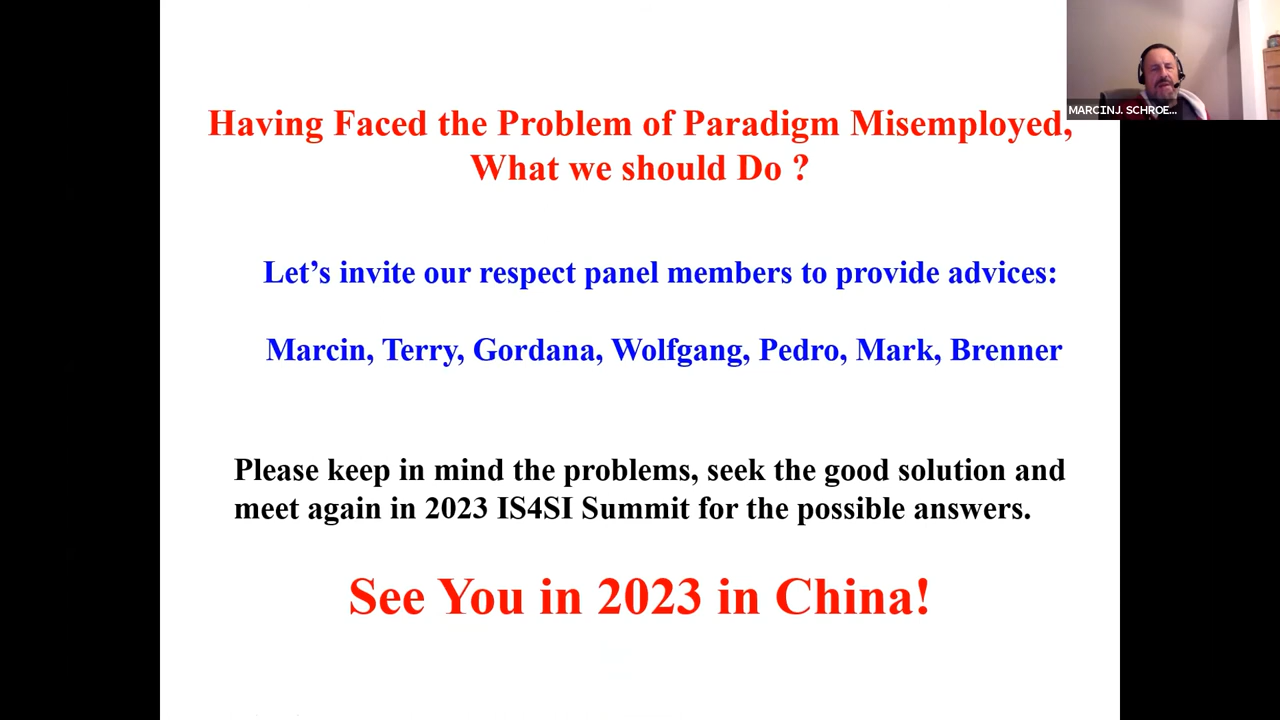 MARCIN J. SCHROE...
Having Faced the Problem of Paradigm Misemployed,
What we should Do ?
Let's invite our respect panel members to provide advices:
Marcin, Terry, Gordana, Wolfgang, Pedro, Mark, Brenner
Please keep in mind the problems, seek the good solution and
meet again in 2023 IS4SI Summit for the possible answers.
See You in 2023 in China!